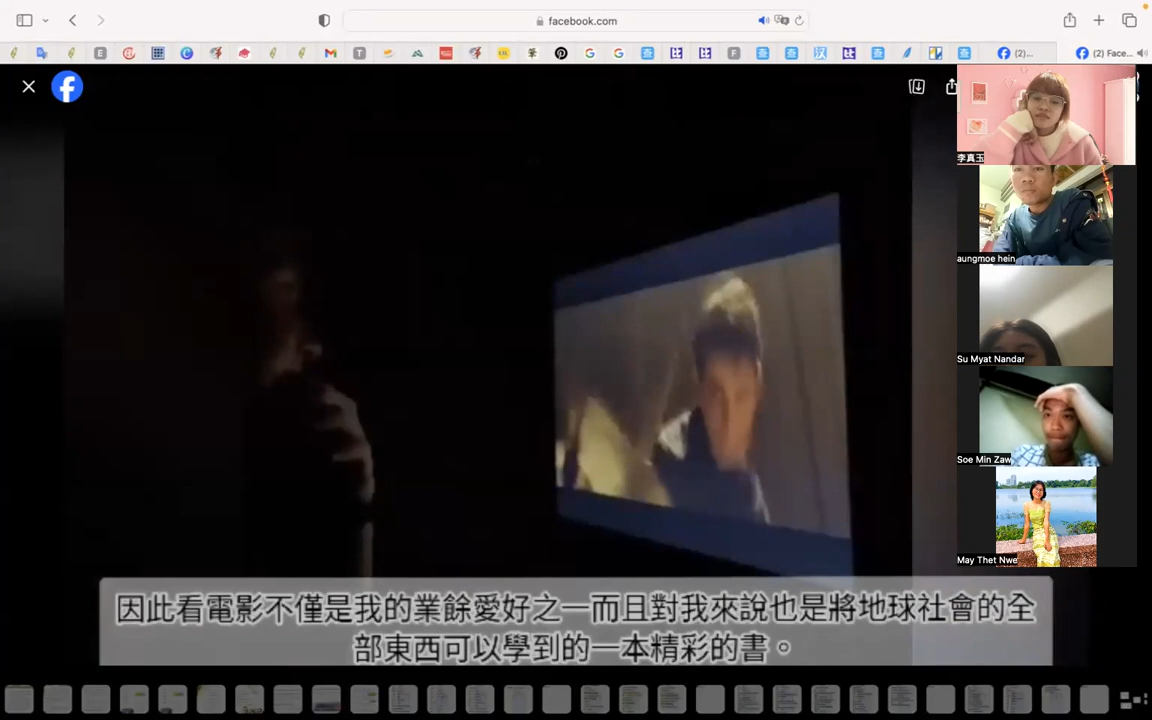 facebook.com
(2)...
(2) Face...
李真玉
aungmoe hein
Su Myat Nandar
Soe Min Zaw
May Thet Nwe
因此看電影不僅是我的業餘愛好之一而且對我來說也是將地球社會的全
部東西可以學到的一本精彩的書。